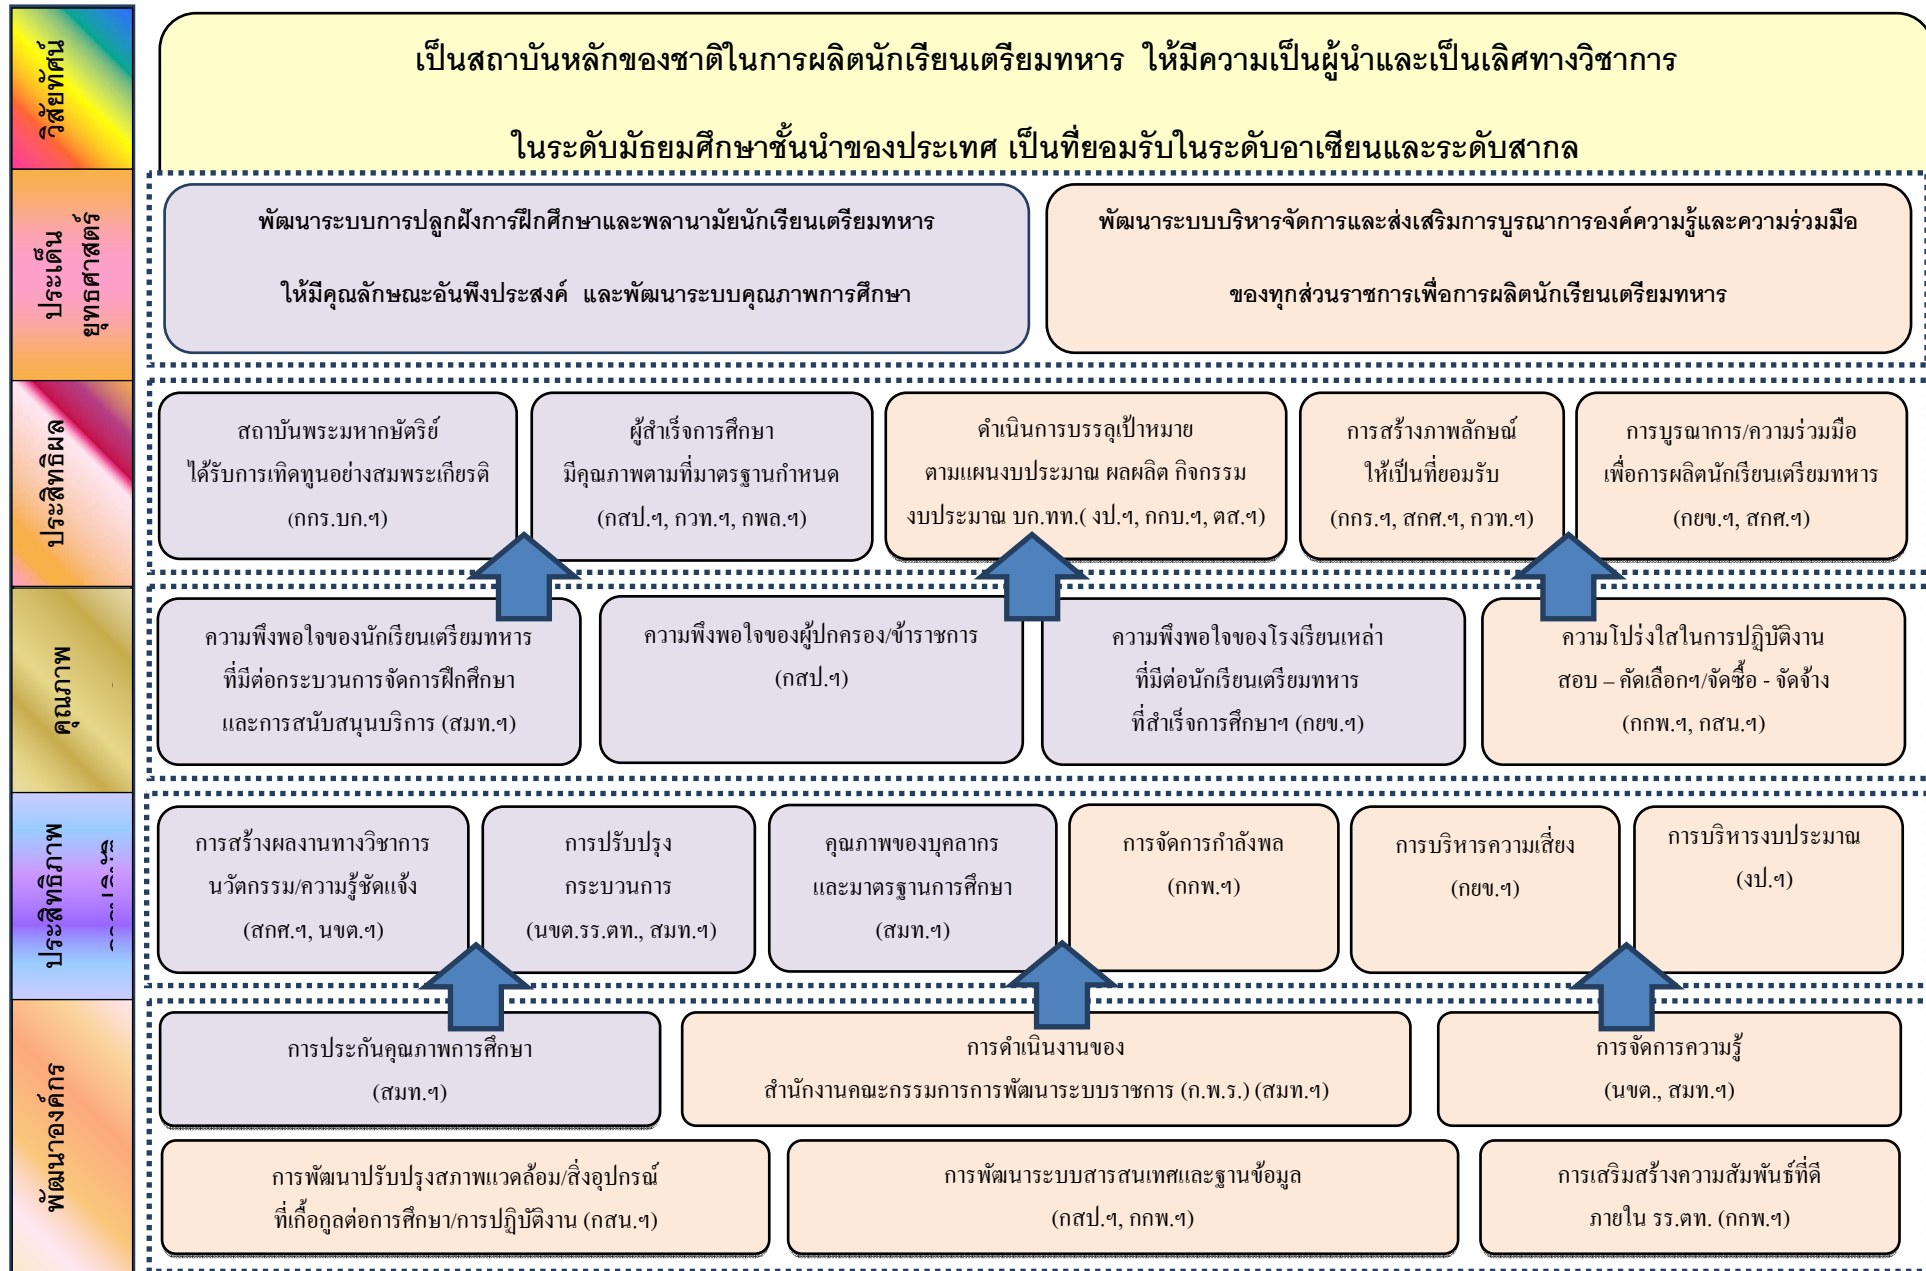 วิสัยทัศน์
เป็นสถาบันหลักของชาติในการผลิตนักเรียนเตรียมทหาร ให้มีความเป็นผู้นำและเป็นเลิศทางวิชาการ
ในระดับมัธยมศึกษาชั้นนำของประเทศ เป็นที่ยอมรับในระดับอาเซียนและระดับสากล
ประเด็น
ยุทธศาสตร์
พัฒนาระบบการปลูกฝังการฝึกศึกษาและพลานามัยนักเรียนเตรียมทหาร
ให้มีคุณลักษณะอันพึงประสงค์ และพัฒนาระบบคุณภาพการศึกษา
พัฒนาระบบบริหารจัดการและส่งเสริมการบูรณาการองค์ความรู้และความร่วมมือ
ของทุกส่วนราชการเพื่อการผลิตนักเรียนเตรียมทหาร
ประสิทธิผล
สถาบันพระมหากษัตริย์
ได้รับการเทิดทูนอย่างสมพระเกียรติ
(กกร.บก.ฯ)
ผู้สำเร็จการศึกษา
มีคุณภาพตามที่มาตรฐานกำหนด
(กสป.ฯ, กวท.ฯ, กพล.ฯ)
ดำเนินการบรรลุเป้าหมาย
ตามแผนงบประมาณ ผลผลิต กิจกรรม
งบประมาณ บก.ทท.( งป.ฯ, กกบ.ฯ, ตส.ฯ)
การสร้างภาพลักษณ์
ให้เป็นที่ยอมรับ
(กกร.ฯ, สกศ.ฯ, กวท.ฯ)
การบูรณาการ/ความร่วมมือ
เพื่อการผลิตนักเรียนเตรียมทหาร
(กยข.ฯ, สกศ.ฯ)
คุณภาพ
ความพึงพอใจของนักเรียนเตรียมทหาร
ที่มีต่อกระบวนการจัดการฝึกศึกษา
และการสนับสนุนบริการ (สมท.ฯ)
ความพึงพอใจของผู้ปกครอง/ข้าราชการ
(กสป.ฯ)
ความพึงพอใจของโรงเรียนเหล่า
ที่มีต่อนักเรียนเตรียมทหาร
ที่สำเร็จการศึกษาฯ (กยข.ฯ)
ความโปร่งใสในการปฏิบัติงาน
สอบ – คัดเลือกฯ/จัดซื้อ - จัดจ้าง
(กกพ.ฯ, กสน.ฯ)
ประสิทธิภาพ
การสร้างผลงานทางวิชาการ
นวัตกรรม/ความรู้ชัดแจ้ง
(สกศ.ฯ, นขต.ฯ)
การปรับปรุง
กระบวนการ
(นขต.รร.ตท., สมท.ฯ)
คุณภาพของบุคลากร
และมาตรฐานการศึกษา
(สมท.ฯ)
การจัดการกำลังพล
(กกพ.ฯ)
การบริหารความเสี่ยง
(กยข.ฯ)
การบริหารงบประมาณ
(งป.ฯ)
พัฒนาองค์กร
การประกันคุณภาพการศึกษา
(สมท.ฯ)
การดำเนินงานของ
สำนักงานคณะกรรมการการพัฒนาระบบราชการ (ก.พ.ร.) (สมท.ฯ)
การจัดการความรู้
(นขต., สมท.ฯ)
การพัฒนาปรับปรุงสภาพแวดล้อม/สิ่งอุปกรณ์
ที่เกื้อกูลต่อการศึกษา/การปฏิบัติงาน (กสน.ฯ)
การพัฒนาระบบสารสนเทศและฐานข้อมูล
(กสป.ฯ, กกพ.ฯ)
การเสริมสร้างความสัมพันธ์ที่ดี
ภายใน รร.ตท. (กกพ.ฯ)